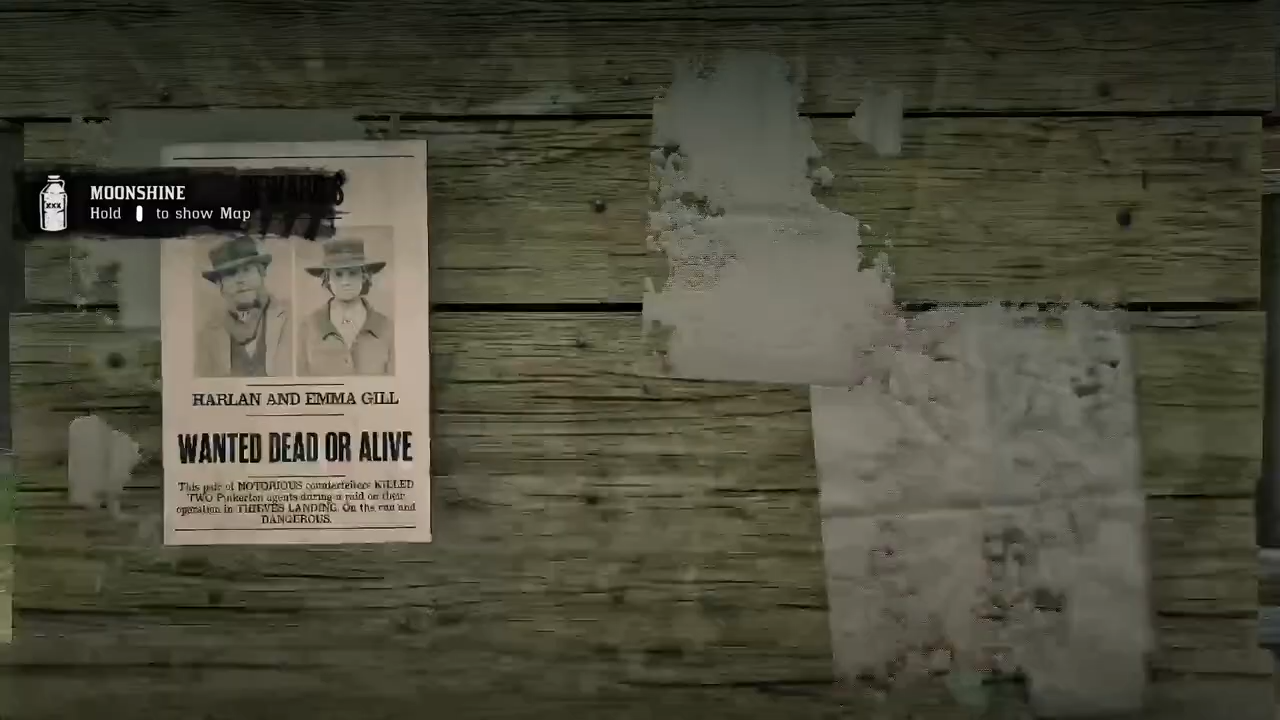 MOONSHINE
Hold to show Map
HARLAN AND EMMA GILL
WANTED DEAD OR ALIVE
This pair of NOTORIOUS counterfeiters KILLED
TWO Pinkerton agents during a raid on their
operation in THIEVES LANDING. On the run and
DANGEROUS.